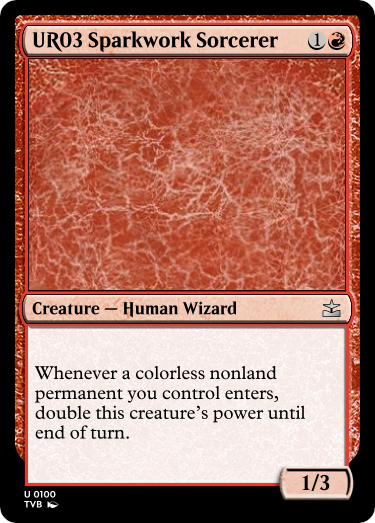 UR03 Sparkwork Sorcerer 1
Creature — Human Wizard
Whenever a colorless nonland
permanent you control enters,
double this creature's power until
end of turn.
1/3
U 0100
TVB